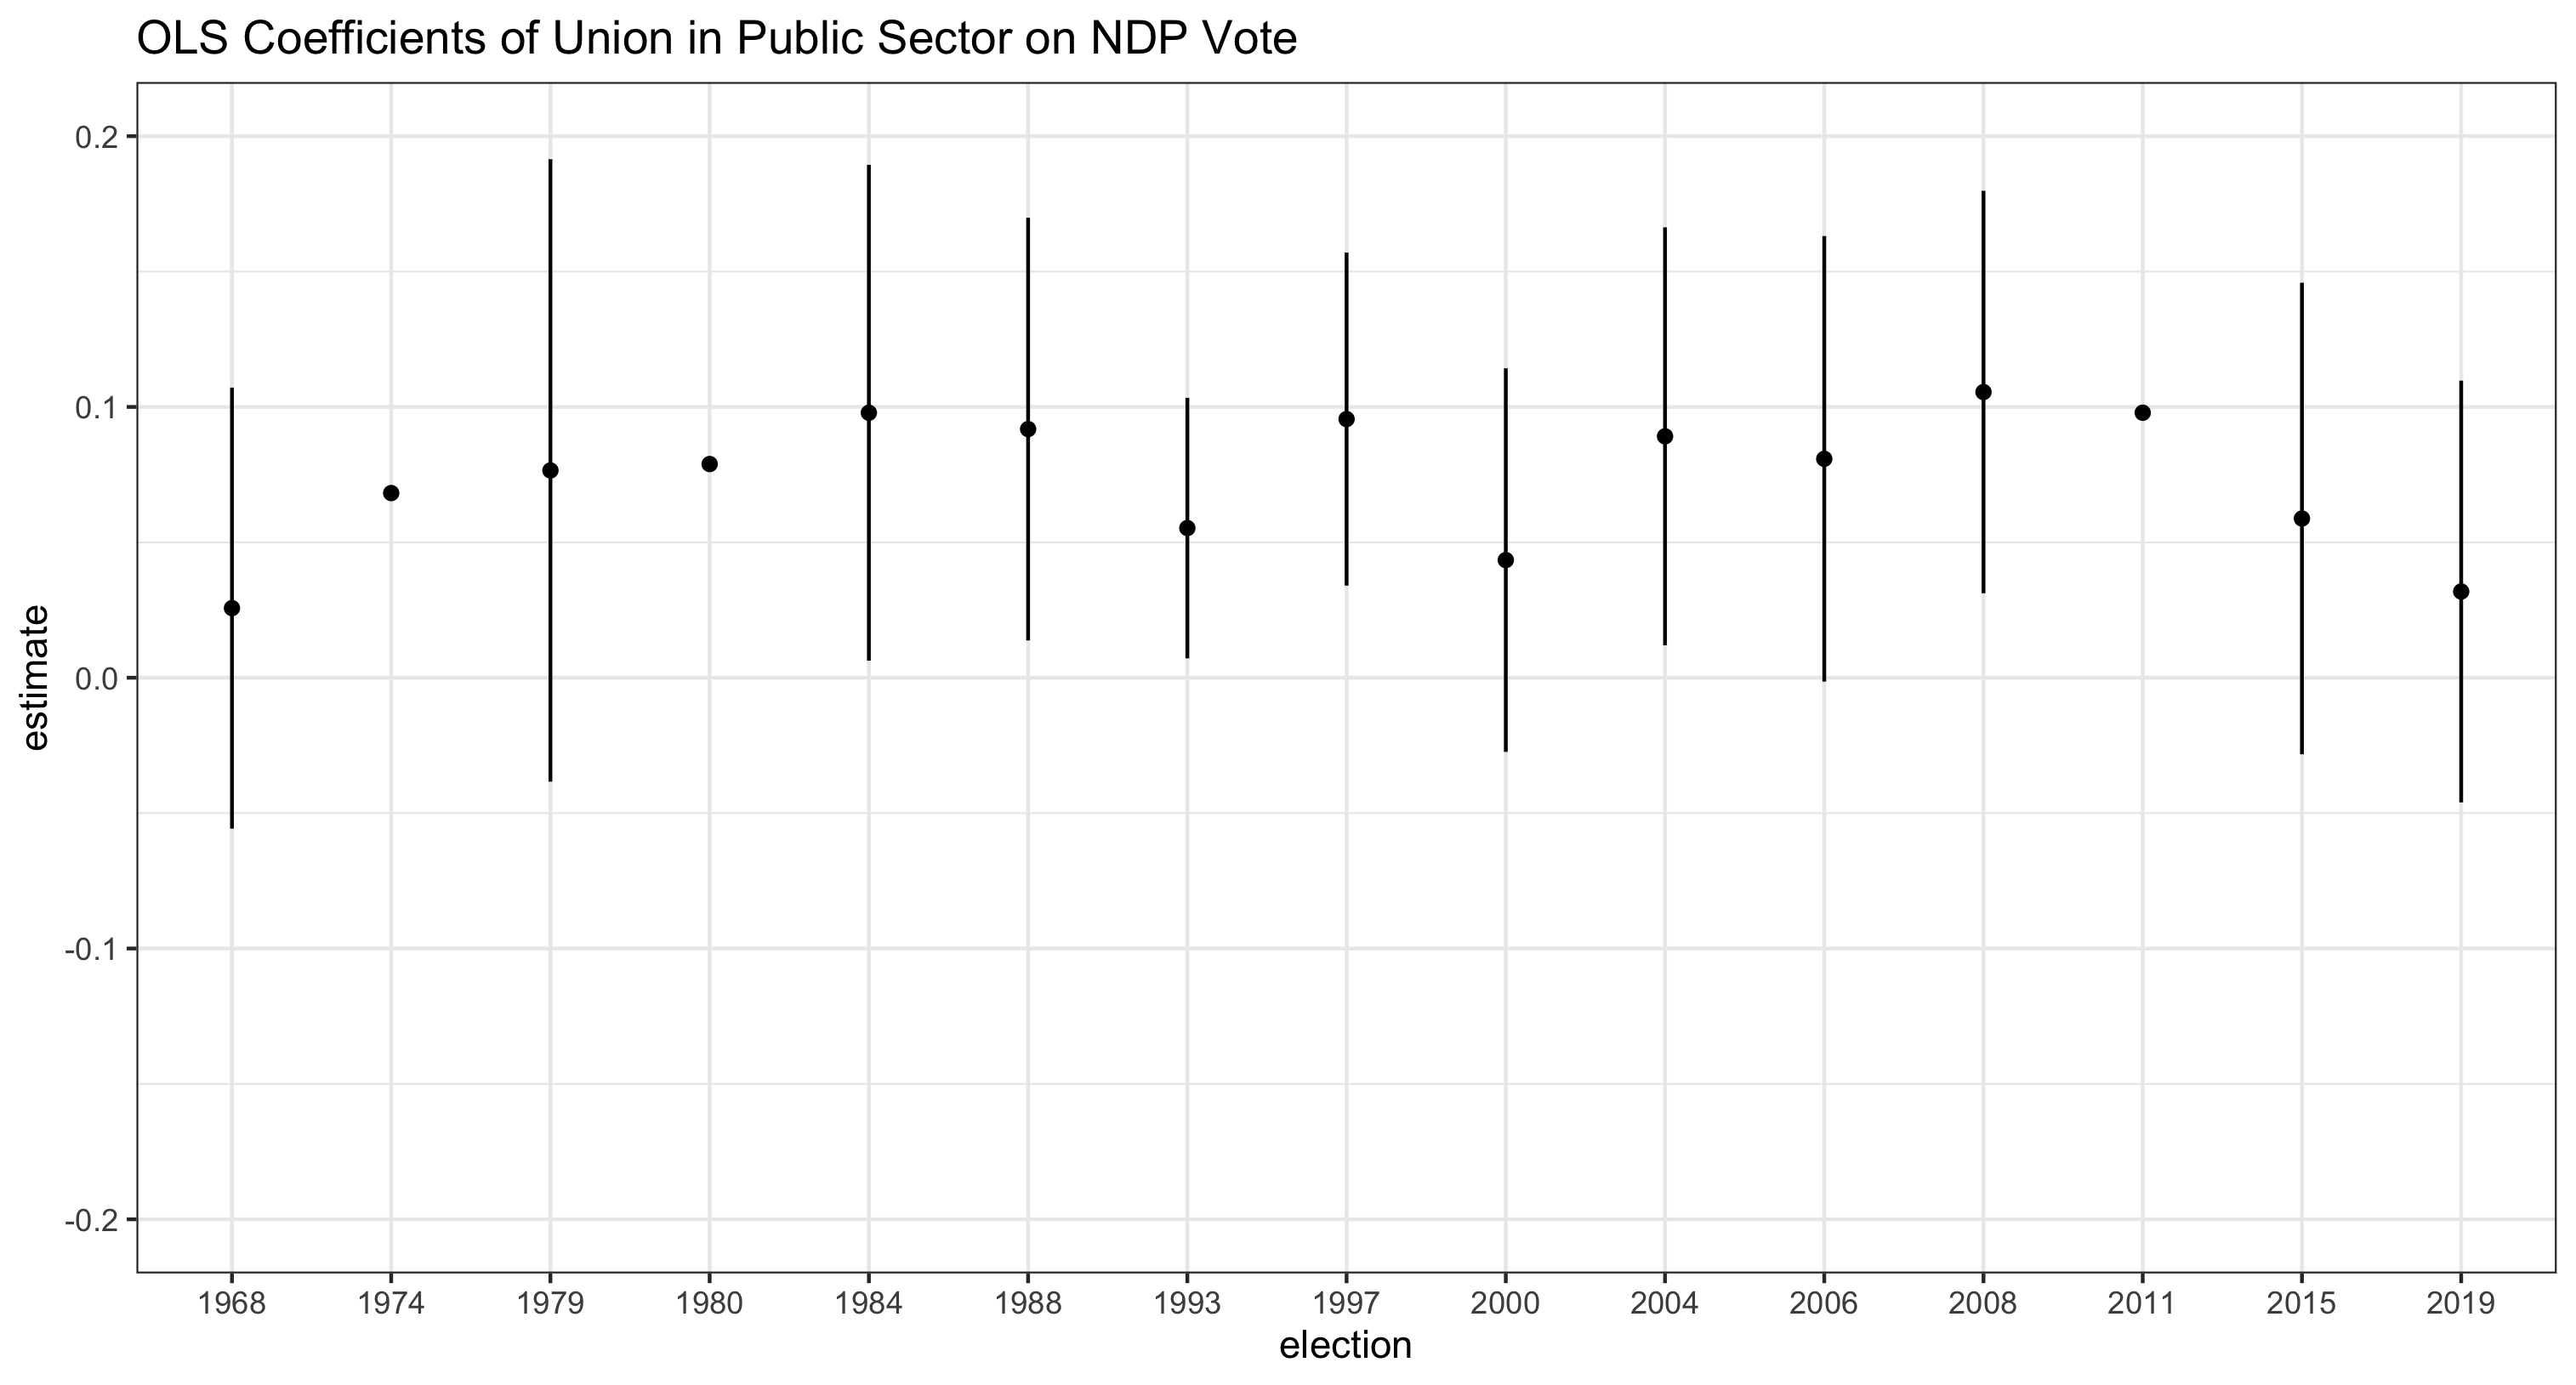 OLS Coefficients of Union in Public Sector on NDP Vote
0.2
0.1
0.0
-0.1
-0.2
estimate
1968 1974 1979 1980 1984 1988 1993 1997 2000 2004 2006 2008 2011 2015 2019
election